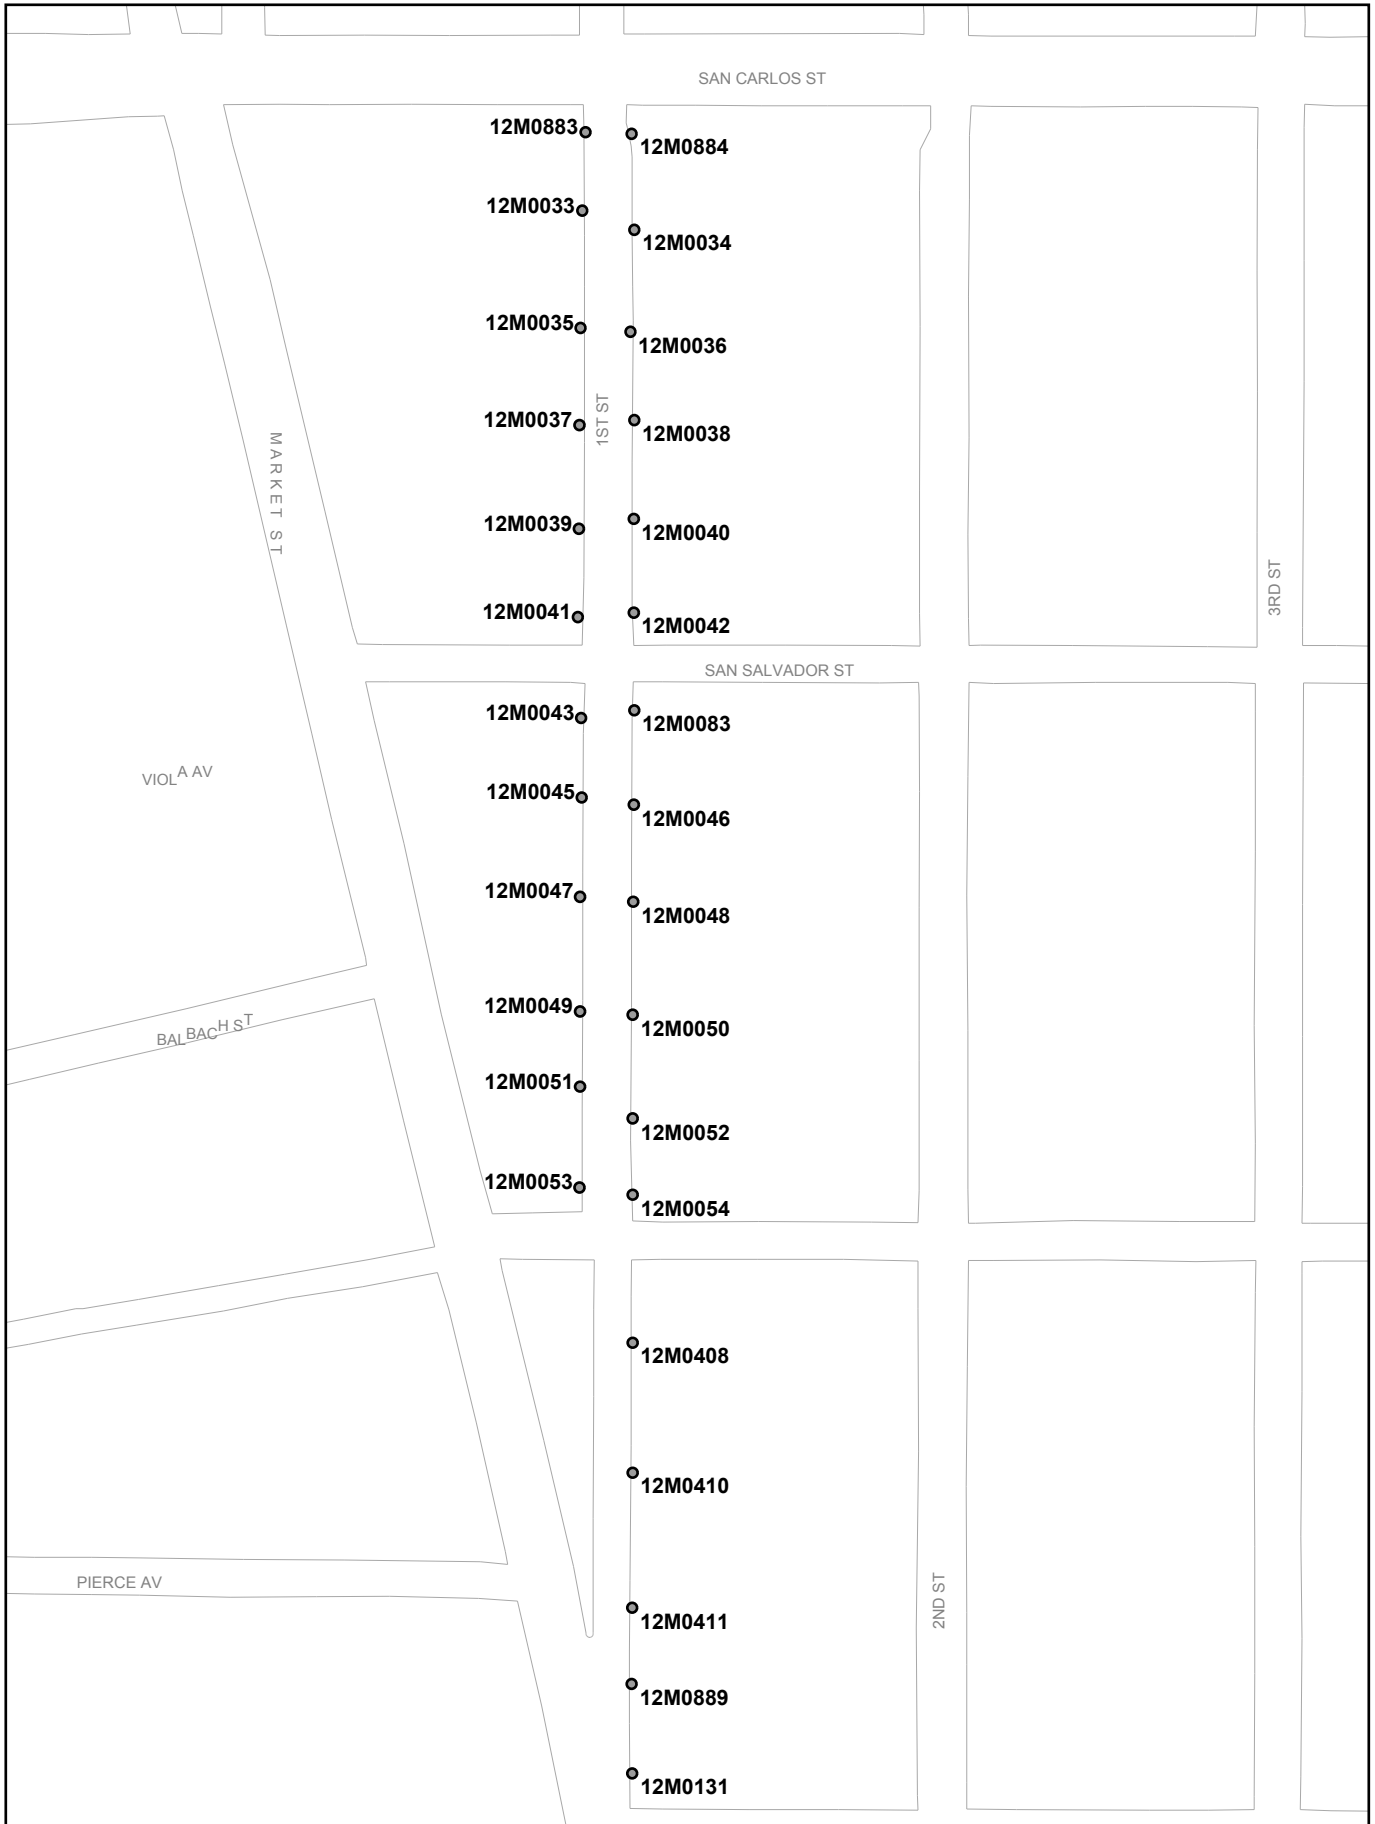 SAN CARLOS ST
12M0883
12M0884
12M0033
12M0034
12M0035
12M0036
1ST ST
12M0037
12M0038
MARKET ST
12M0039
12M0040
3RD ST
12M0041
12M0042
SAN SALVADOR ST
12M0043
12M0083
VIOLA AV
12M0045
12M0046
12M0047
12M0048
12M0049
12M0050
BALBACH ST
12M0051
12M0052
12M0053
12M0054
12M0408
12M0410
PIERCE AV
2ND ST
12M0411
12M0889
12M0131